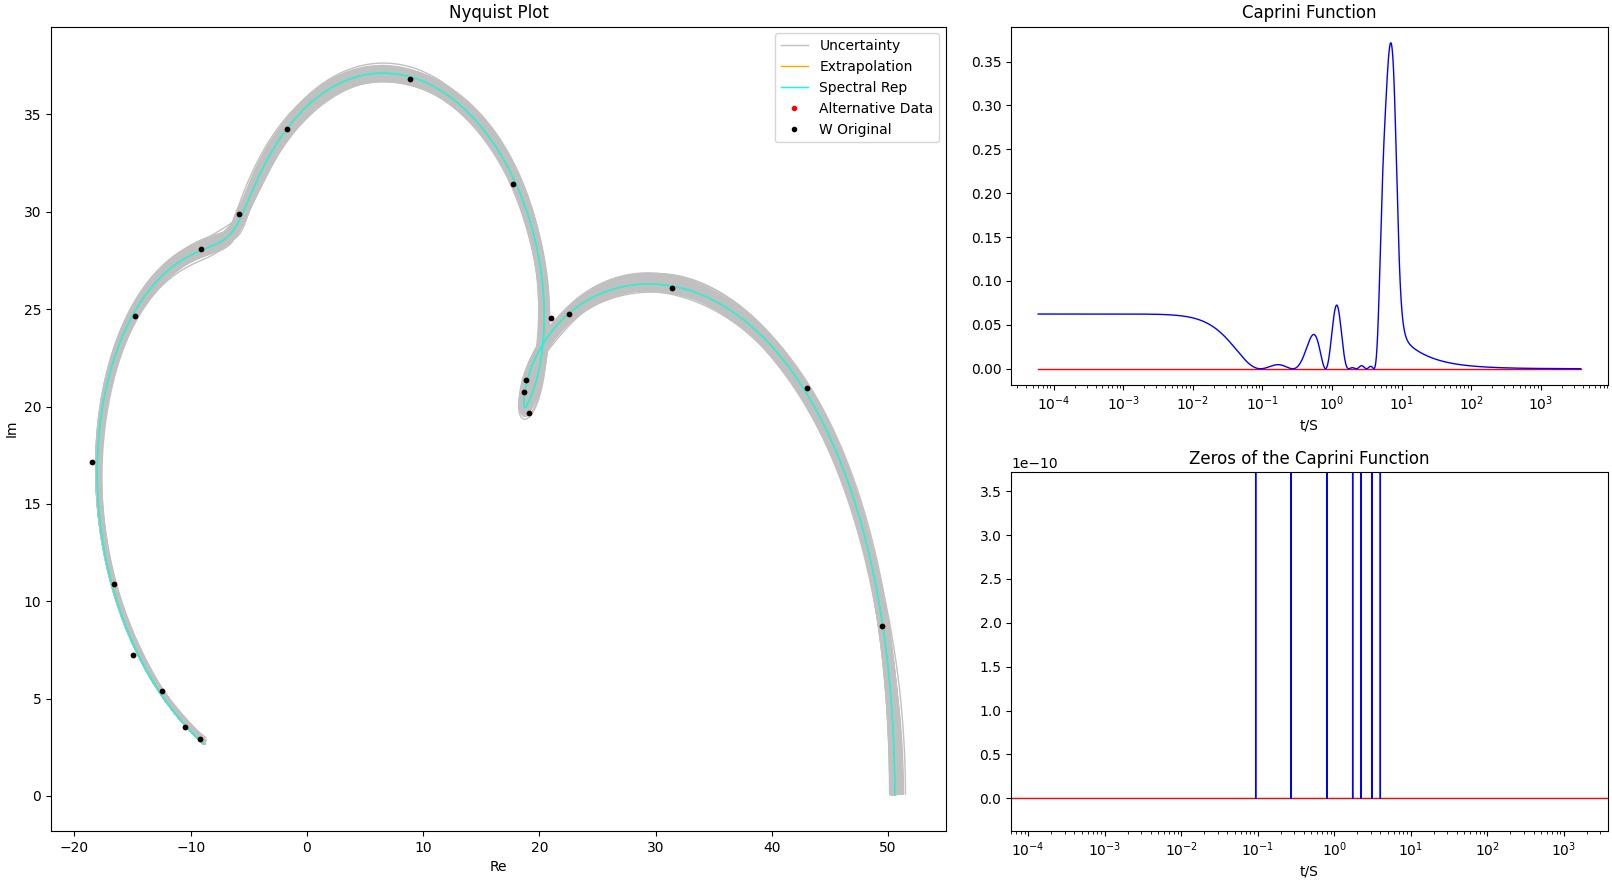 Nyquist Plot
Im
35
30
25
20
15
10
5
0
−20 −10 0 10 20 30 40 50
Re
Uncertainty
Extrapolation
Spectral Rep
Alternative Data
W Original
Caprini Function
0.35
0.30
0.25
0.20
0.15
0.10
0.05
0.00
10⁻⁴ 10⁻³ 10⁻² 10⁻¹ 10⁰ 10¹ 10² 10³
t/S
Zeros of the Caprini Function
1e−10
3.5
3.0
2.5
2.0
1.5
1.0
0.5
0.0
10⁻⁴ 10⁻³ 10⁻² 10⁻¹ 10⁰ 10¹ 10² 10³
t/S